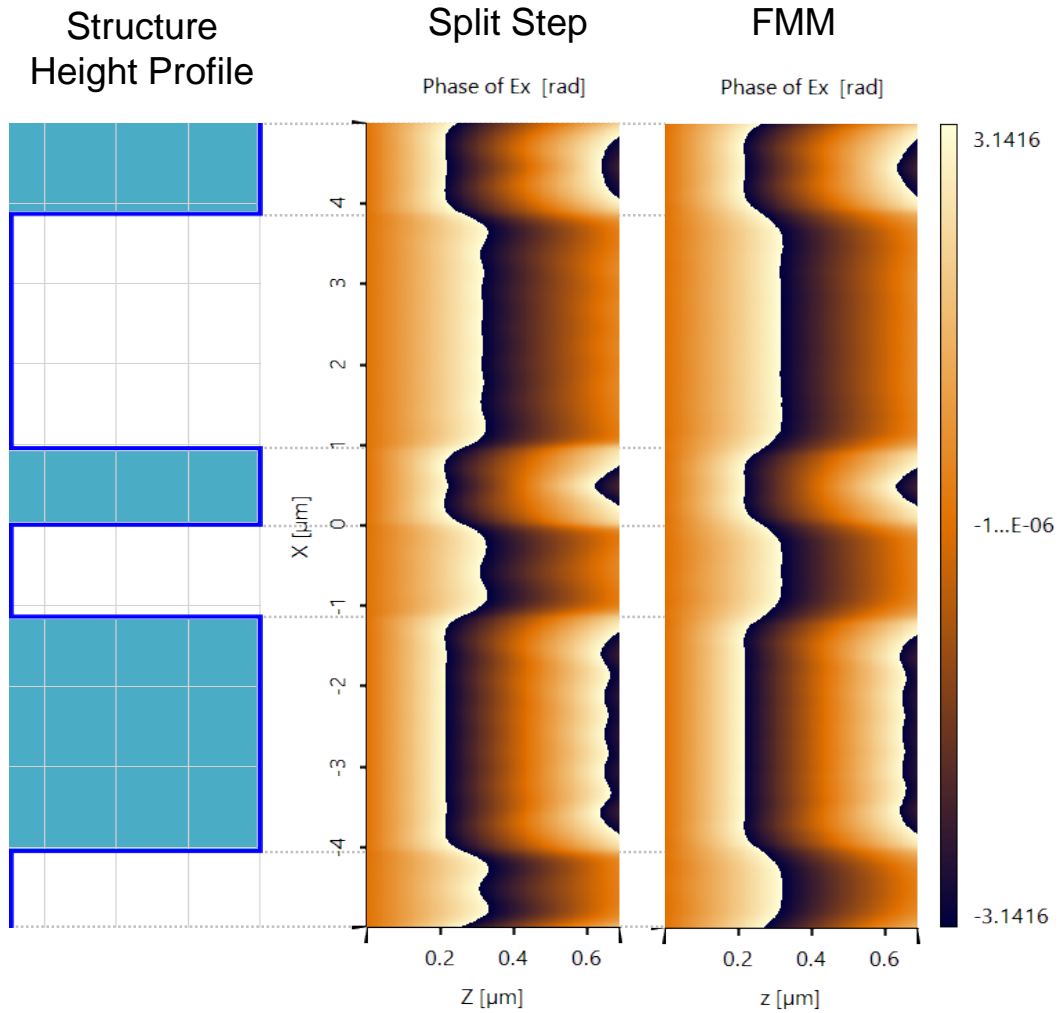 Structure
Height Profile
Split Step
FMM
Phase of Ex [rad]
Phase of Ex [rad]
X [µm]
4
3
2
1
0
-1
-2
-3
-4
0.2
0.4
0.6
Z [µm]
0.2
0.4
0.6
z [µm]
3.1416
-1...E-06
-3.1416